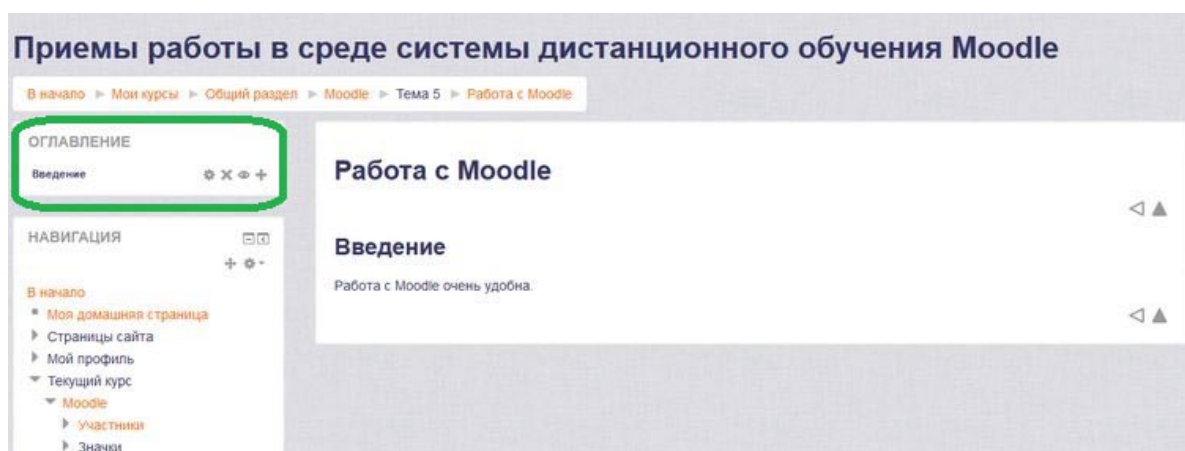 Приемы работы в среде системы дистанционного обучения Moodle
В начало ► Мои курсы ► Общий раздел ► Moodle ► Тема 5 ► Работа с Moodle
ОГЛАВЛЕНИЕ
Введение
НАВИГАЦИЯ
В начало
Моя домашняя страница
Страницы сайта
Мой профиль
Текущий курс
Moodle
Участники
Значки
Работа с Moodle
Введение
Работа с Moodle очень удобна.